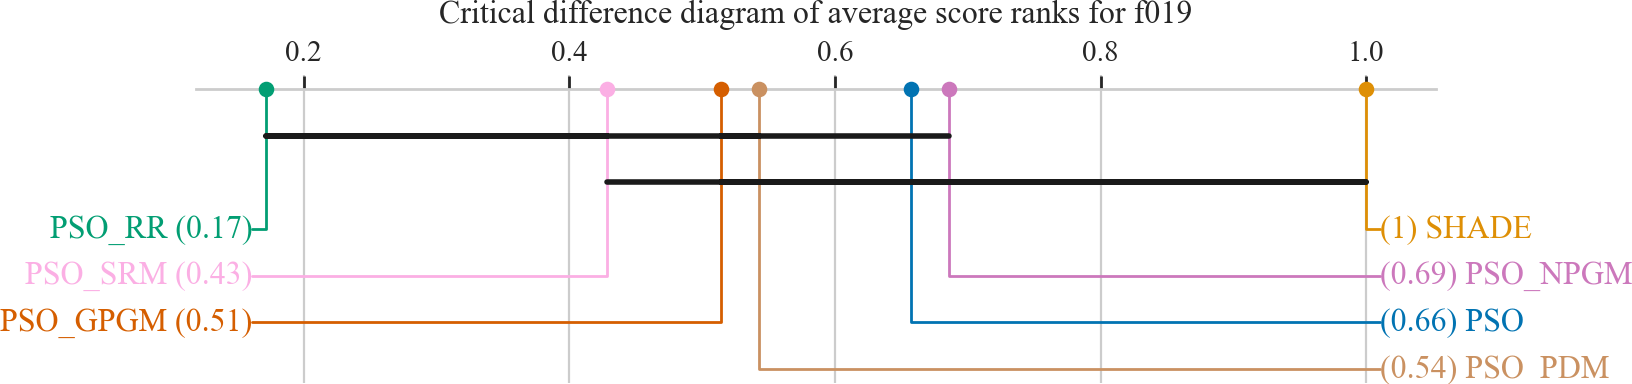 Critical difference diagram of average score ranks for f019
0.2 0.4 0.6 0.8 1.0
PSO_RR (0.17) (1) SHADE
PSO_SRM (0.43) (0.69) PSO_NPGM
PSO_GPGM (0.51) (0.66) PSO
(0.54) PSO PDM